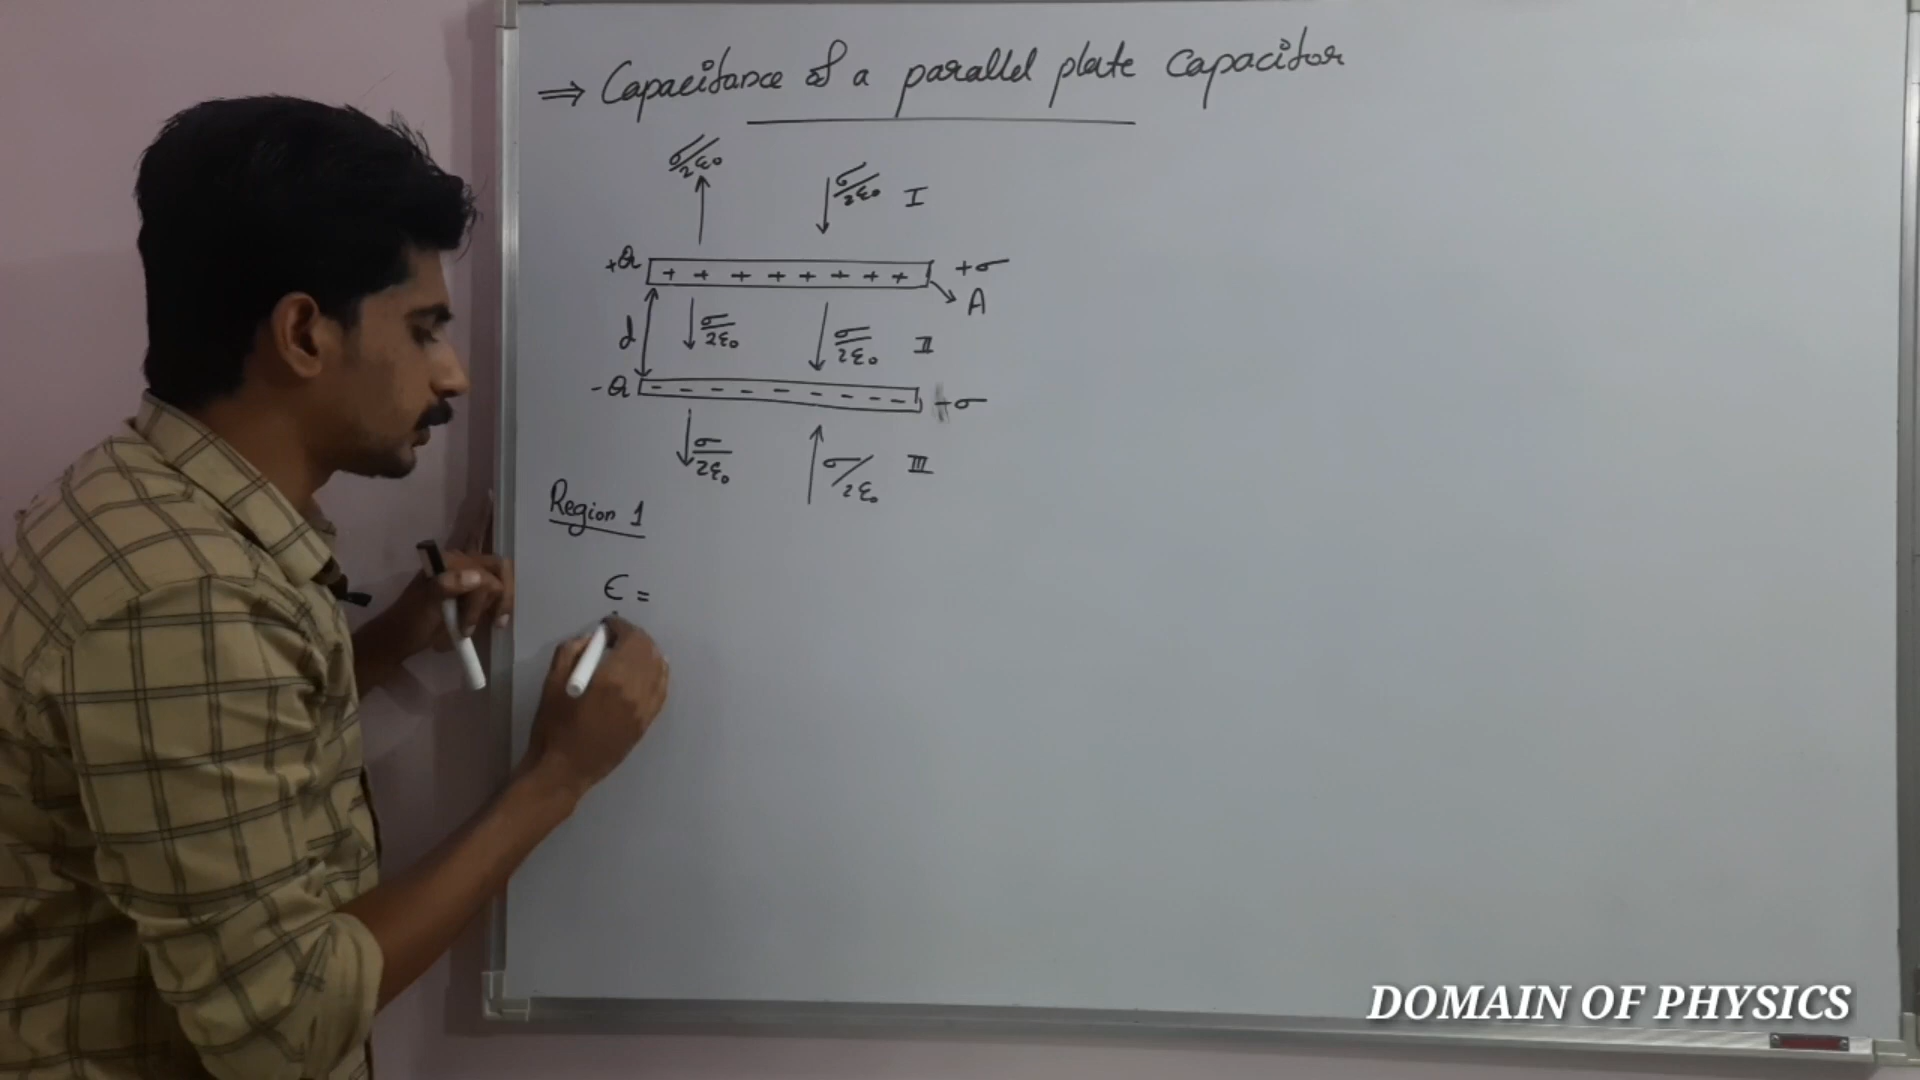 ⇒ Capacitance of a parallel plate Capacitor
σ/2ε₀
σ/2ε₀ I
+Q + + + + + + + + +σ
A
d σ/2ε₀ σ/2ε₀ II
-Q - - - - - - - - -σ
σ/2ε₀ σ/2ε₀ III
Region 1
E =
DOMAIN OF PHYSICS